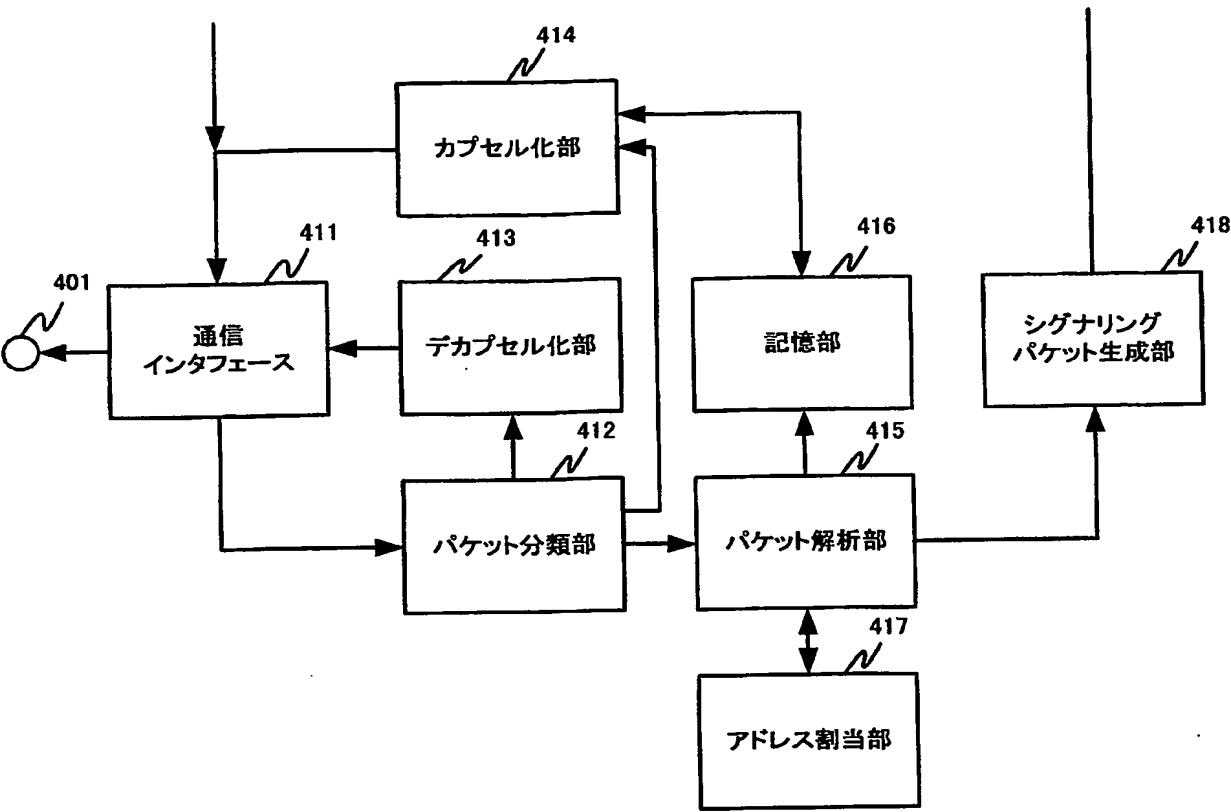 414
カプセル化部
411
413
416
418
401
通信
インタフェース
デカプセル化部
記憶部
シグナリング
パケット生成部
412
415
パケット分類部
パケット解析部
417
アドレス割当部